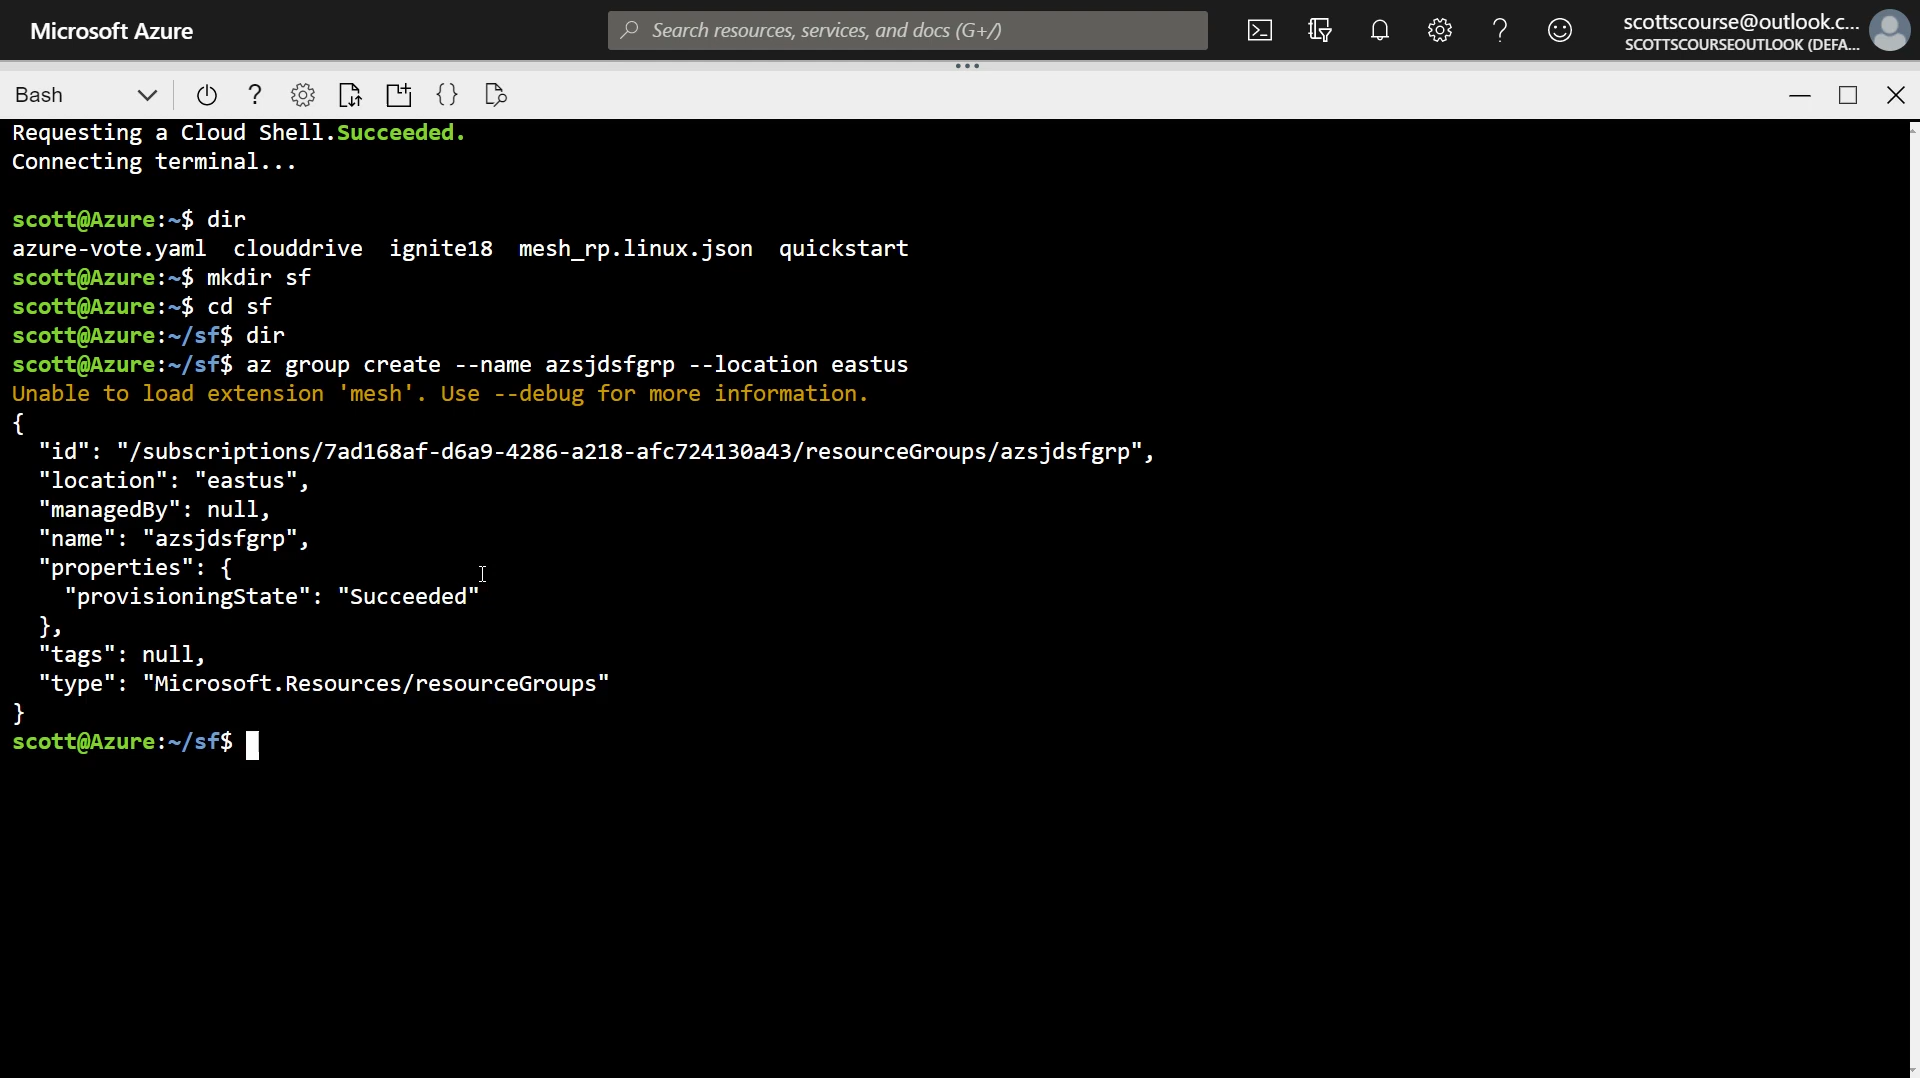 Microsoft Azure
Search resources, services, and docs (G+/)
scottscourse@outlook.c...
SCOTTSCOURSEOUTLOOK (DEFA...
Bash
Requesting a Cloud Shell.Succeeded.
Connecting terminal...
scott@Azure:~$ dir
azure-vote.yaml  clouddrive  ignite18  mesh_rp.linux.json  quickstart
scott@Azure:~$ mkdir sf
scott@Azure:~$ cd sf
scott@Azure:~/sf$ dir
scott@Azure:~/sf$ az group create --name azsjdsfgrp --location eastus
Unable to load extension 'mesh'. Use --debug for more information.
{
  "id": "/subscriptions/7ad168af-d6a9-4286-a218-afc724130a43/resourceGroups/azsjdsfgrp",
  "location": "eastus",
  "managedBy": null,
  "name": "azsjdsfgrp",
  "properties": {
    "provisioningState": "Succeeded"
  },
  "tags": null,
  "type": "Microsoft.Resources/resourceGroups"
}
scott@Azure:~/sf$